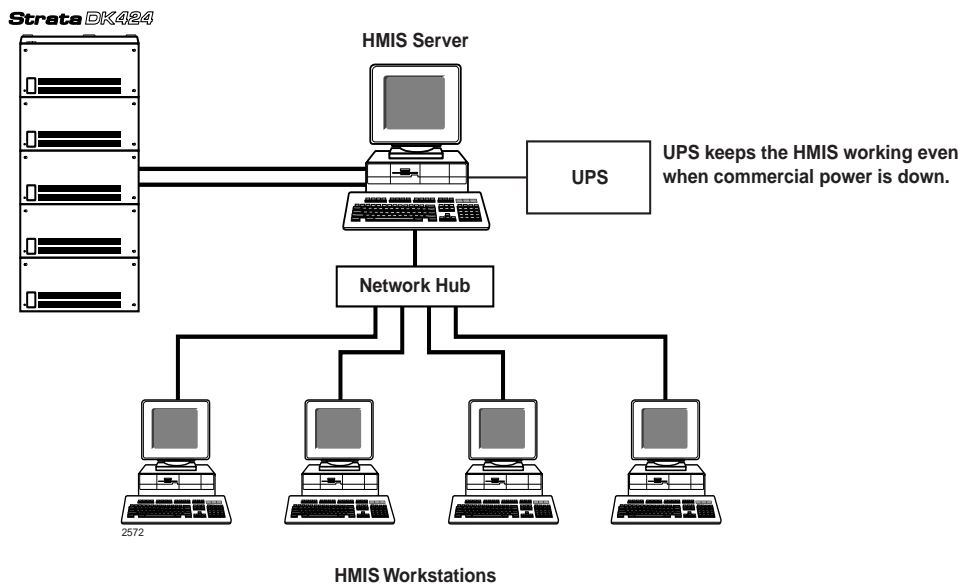 Strata DK424
HMIS Server
UPS
UPS keeps the HMIS working even
when commercial power is down.
Network Hub
2572
HMIS Workstations